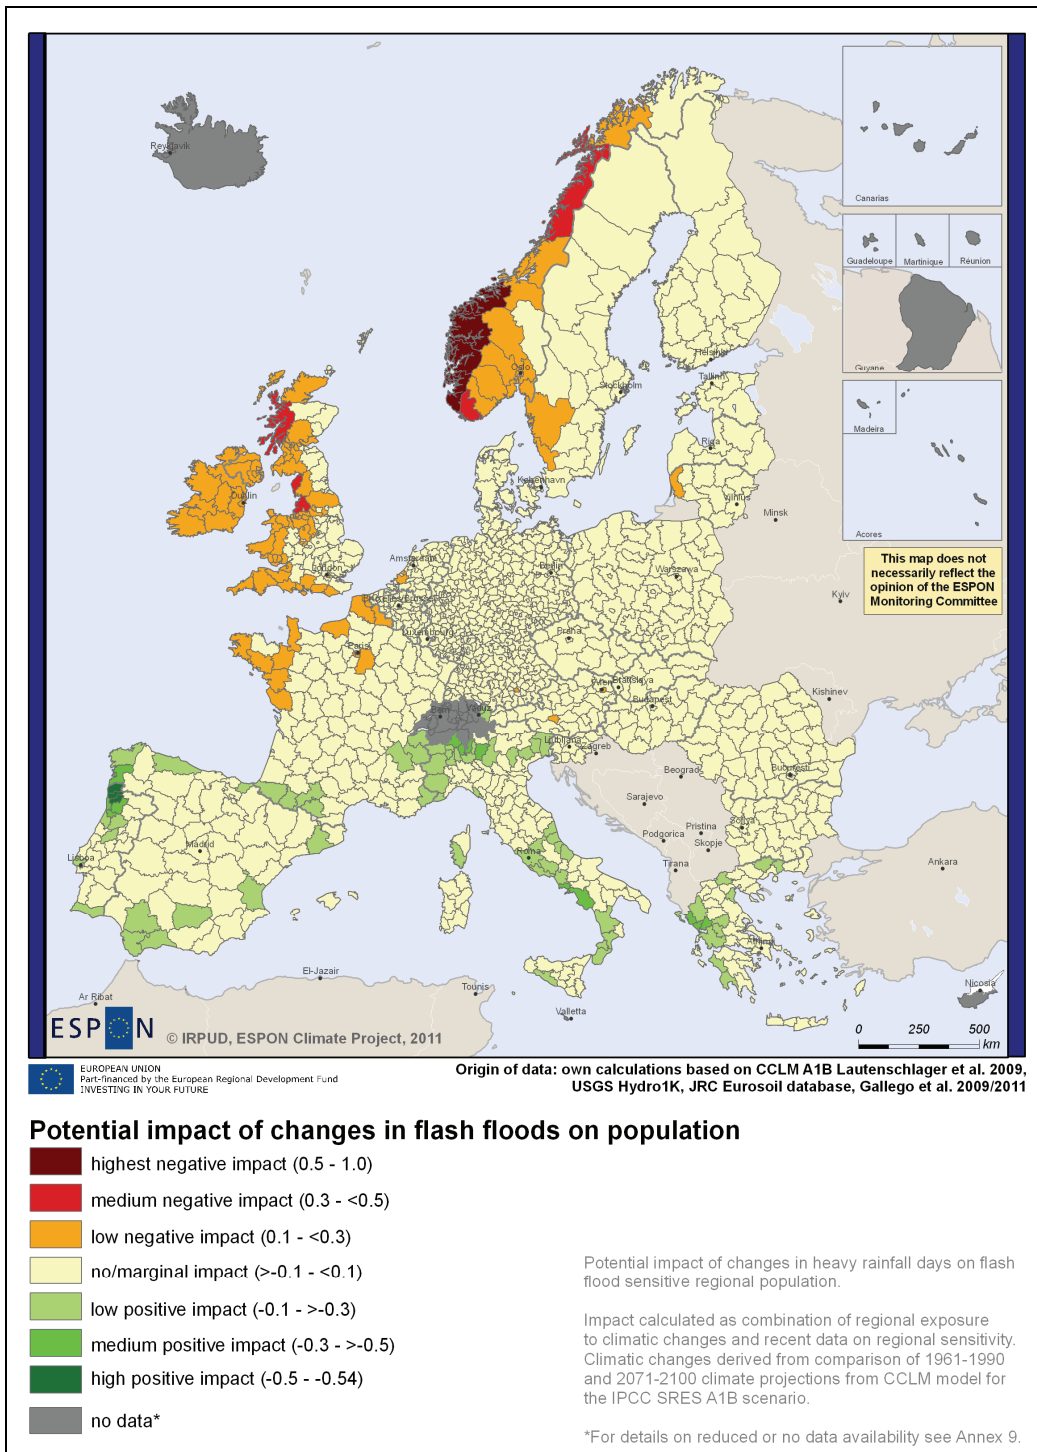 Reykjavik
Canarias
Guadeloupe
Martinique
Réunion
Guyane
Madeira
Acores
Oslo
Helsinki
Tallinn
Stockholm
Riga
København
Vilnius
Minsk
Dublin
This map does not
necessarily reflect the
opinion of the ESPON
Monitoring Committee
Amsterdam
London
Berlin
Warszawa
Kyiv
Luxembourg
Praha
Paris
Wien
Bratislava
Budapest
Kishinev
Bern
Vaduz
Ljubljana
Zagreb
Beograd
Bucuresti
Sarajevo
Pristina
Sofiya
Podgorica
Skopje
Madrid
Roma
Lisboa
Tirana
Ankara
Athinai
El-Jazair
Tounis
Nicosia
Ar Ribat
Valletta
ESPON
© IRPUD, ESPON Climate Project, 2011
0 250 500
km
EUROPEAN UNION
Part-financed by the European Regional Development Fund
INVESTING IN YOUR FUTURE
Origin of data: own calculations based on CCLM A1B Lautenschlager et al. 2009,
USGS Hydro1K, JRC Eurosoil database, Gallego et al. 2009/2011
Potential impact of changes in flash floods on population
highest negative impact (0.5 - 1.0)
medium negative impact (0.3 - <0.5)
low negative impact (0.1 - <0.3)
no/marginal impact (>-0.1 - <0.1)
low positive impact (-0.1 - >-0.3)
medium positive impact (-0.3 - >-0.5)
high positive impact (-0.5 - -0.54)
no data*
Potential impact of changes in heavy rainfall days on flash
flood sensitive regional population.
Impact calculated as combination of regional exposure
to climatic changes and recent data on regional sensitivity.
Climatic changes derived from comparison of 1961-1990
and 2071-2100 climate projections from CCLM model for
the IPCC SRES A1B scenario.
*For details on reduced or no data availability see Annex 9.